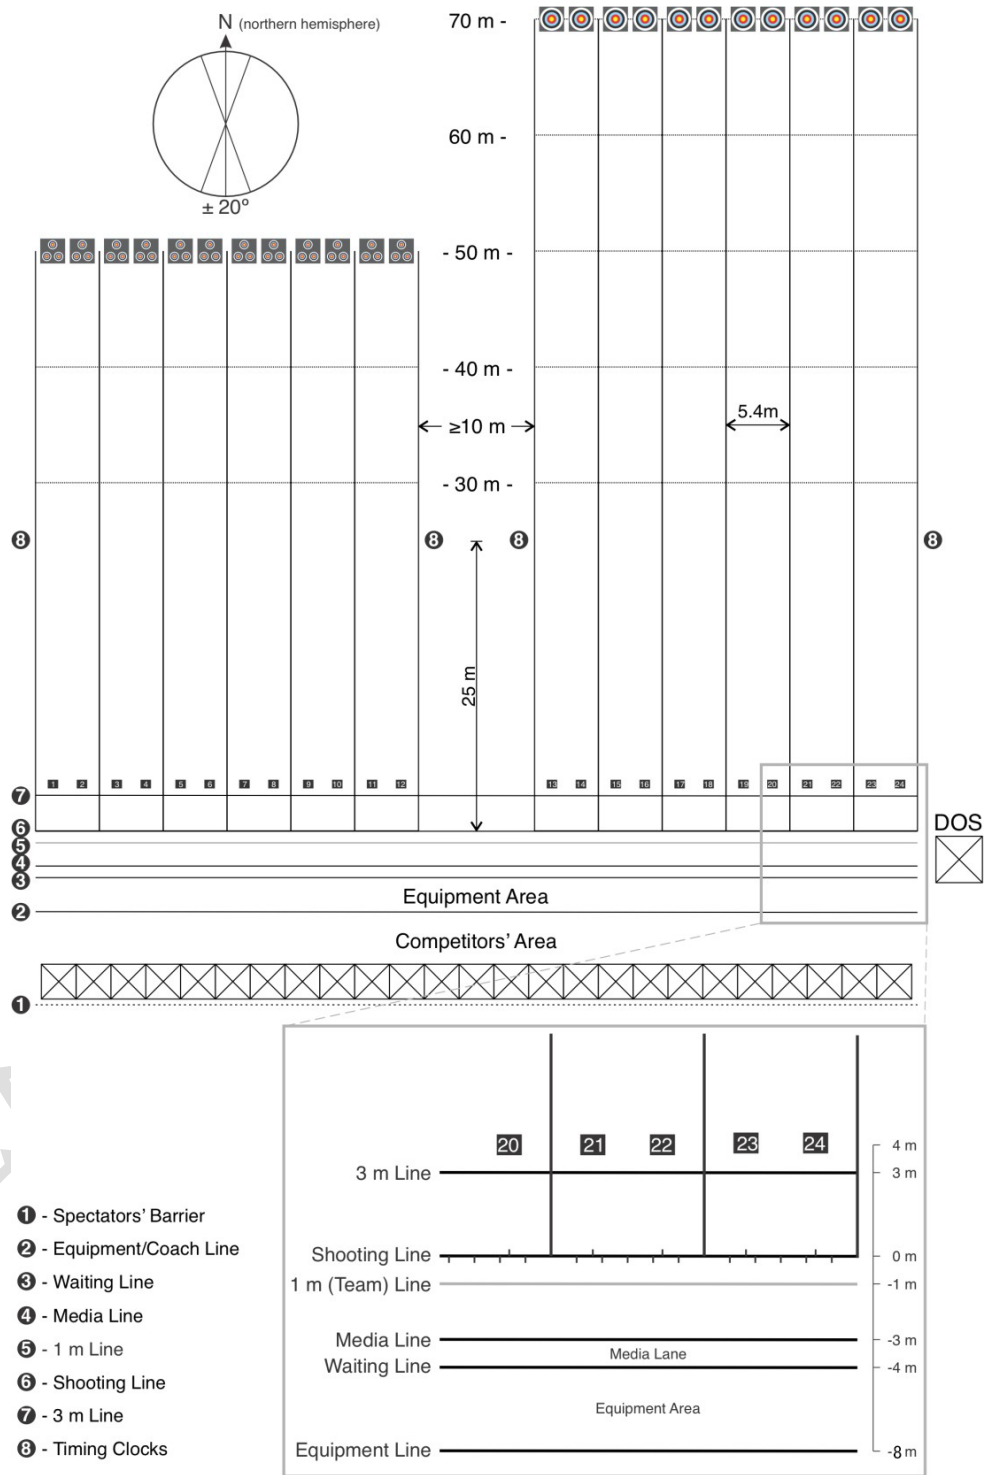 N (northern hemisphere)
± 20°
70 m -
60 m -
- 50 m -
- 40 m -
≥10 m
5.4m
- 30 m -
8
8
8
8
25 m
1 2 3 4 5 6 7 8 9 10 11 12
13 14 15 16 17 18 19 20 21 22 23 24
7
6
5
4
3
2
1
DOS
Equipment Area
Competitors' Area
20 21 22 23 24
3 m Line
Shooting Line
1 m (Team) Line
Media Line
Media Lane
Waiting Line
Equipment Area
Equipment Line
4 m
3 m
0 m
-1 m
-3 m
-4 m
-8 m
1 - Spectators' Barrier
2 - Equipment/Coach Line
3 - Waiting Line
4 - Media Line
5 - 1 m Line
6 - Shooting Line
7 - 3 m Line
8 - Timing Clocks